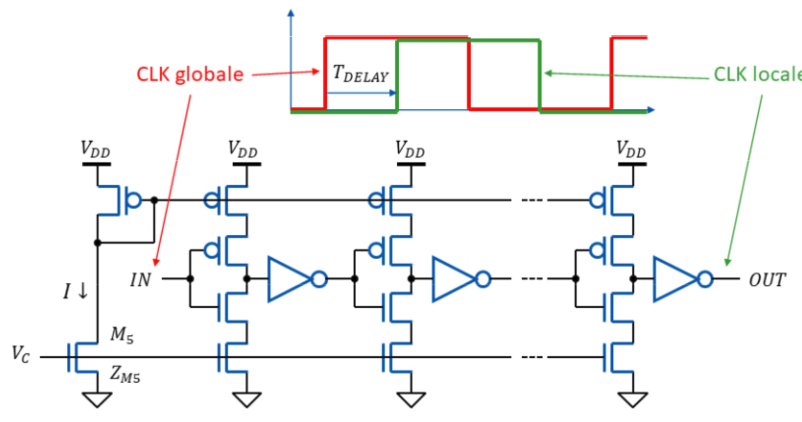 CLK globale
T_DELAY
CLK locale
V_DD
V_DD
V_DD
V_DD
I ↓
IN
OUT
M_5
V_C
Z_M5